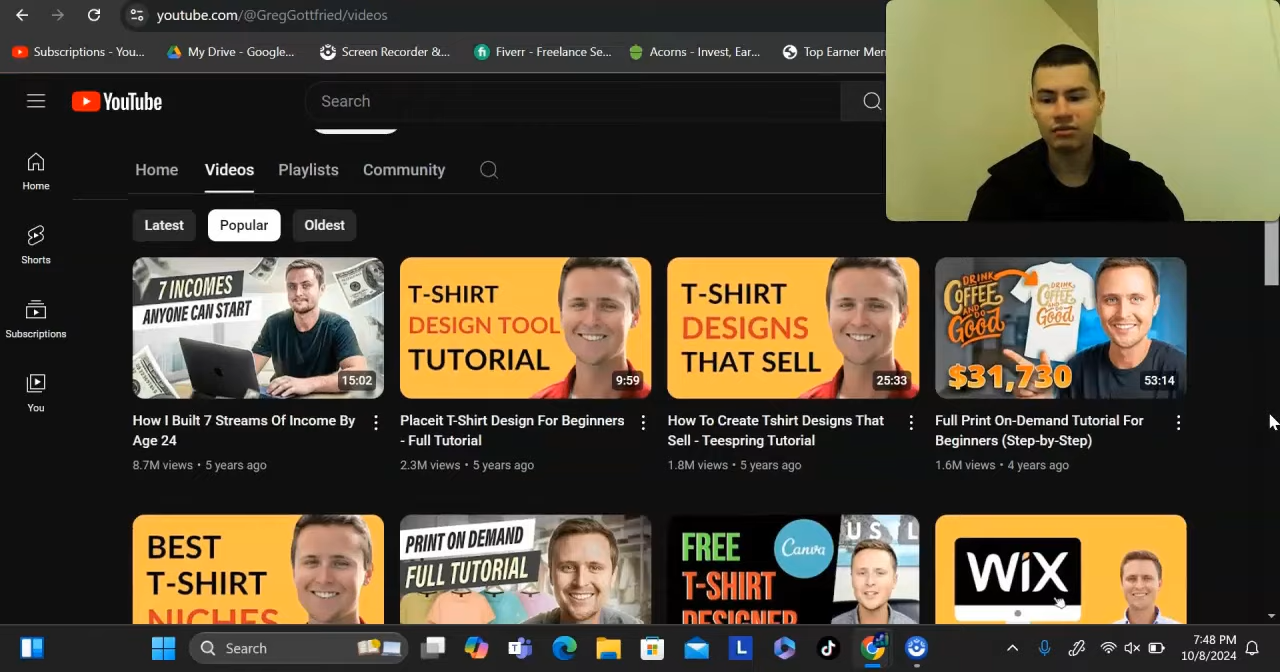 youtube.com/@GregGottfried/videos
Subscriptions - You...
My Drive - Google...
Screen Recorder &...
Fiverr - Freelance Se...
Acorns - Invest, Ear...
Top Earner Mem
YouTube
Search
Home
Shorts
Subscriptions
You
Home
Videos
Playlists
Community
Latest
Popular
Oldest
7 INCOMES
ANYONE CAN START
15:02
How I Built 7 Streams Of Income By
Age 24
8.7M views • 5 years ago
T-SHIRT
DESIGN TOOL
TUTORIAL
9:59
Placeit T-Shirt Design For Beginners
- Full Tutorial
2.3M views • 5 years ago
T-SHIRT
DESIGNS
THAT SELL
25:33
How To Create Tshirt Designs That
Sell - Teespring Tutorial
1.8M views • 5 years ago
DRINK
COFFEE
AND DO
Good
DRINK
COFFEE
AND DO
Good
$31,730
53:14
Full Print On-Demand Tutorial For
Beginners (Step-by-Step)
1.6M views • 4 years ago
BEST
T-SHIRT
NICHES
PRINT ON DEMAND
FULL TUTORIAL
FREE
T-SHIRT
DESIGNER
Canva
USTL
WiX
Search
L
7:48 PM
10/8/2024